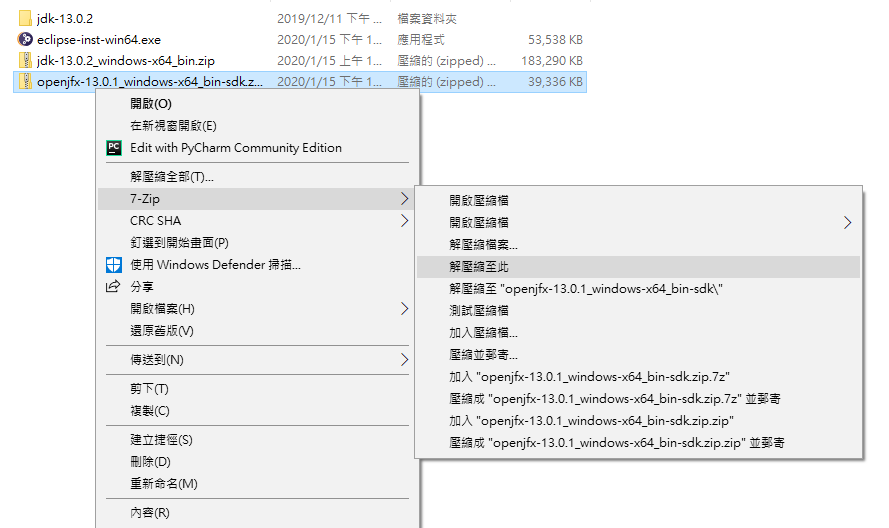 jdk-13.0.2 2019/12/11 下午 ... 檔案資料夾
eclipse-inst-win64.exe 2020/1/15 下午 1... 應用程式 53,538 KB
jdk-13.0.2_windows-x64_bin.zip 2020/1/15 上午 1... 壓縮的 (zipped) ... 183,290 KB
openjfx-13.0.1_windows-x64_bin-sdk.z... 2020/1/15 下午 1... 壓縮的 (zipped) ... 39,336 KB
開啟(O)
在新視窗開啟(E)
PC Edit with PyCharm Community Edition
解壓縮全部(T)...
7-Zip
CRC SHA
釘選到開始畫面(P)
使用 Windows Defender 掃描...
分享
開啟檔案(H)
還原舊版(V)
傳送到(N)
剪下(T)
複製(C)
建立捷徑(S)
刪除(D)
重新命名(M)
內容(R)
開啟壓縮檔
開啟壓縮檔
解壓縮檔案...
解壓縮至此
解壓縮至 "openjfx-13.0.1_windows-x64_bin-sdk\"
測試壓縮檔
加入壓縮檔...
壓縮並郵寄...
加入 "openjfx-13.0.1_windows-x64_bin-sdk.zip.7z"
壓縮成 "openjfx-13.0.1_windows-x64_bin-sdk.zip.7z" 並郵寄
加入 "openjfx-13.0.1_windows-x64_bin-sdk.zip.zip"
壓縮成 "openjfx-13.0.1_windows-x64_bin-sdk.zip.zip" 並郵寄